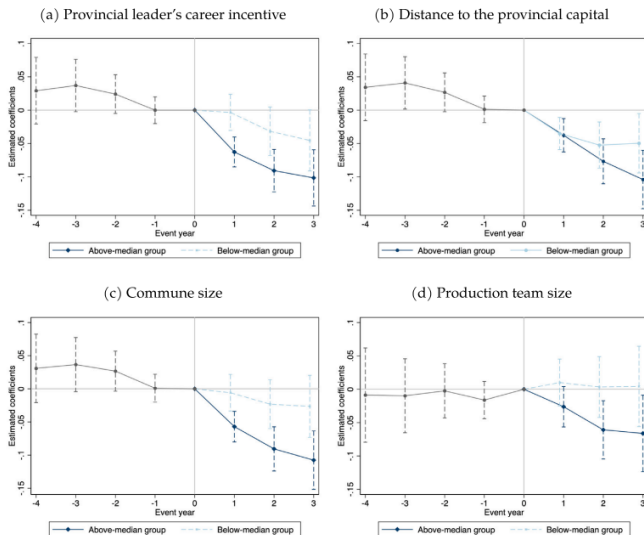 (a) Provincial leader's career incentive
Estimated coefficients
.1
.05
0
-.05
-.1
-.15
-4 -3 -2 -1 0 1 2 3
Event year
Above-median group Below-median group
(b) Distance to the provincial capital
Estimated coefficients
.1
.05
0
-.05
-.1
-.15
-4 -3 -2 -1 0 1 2 3
Event year
Above-median group Below-median group
(c) Commune size
Estimated coefficients
.1
.05
0
-.05
-.1
-.15
-4 -3 -2 -1 0 1 2 3
Event year
Above-median group Below-median group
(d) Production team size
Estimated coefficients
.1
.05
0
-.05
-.1
-.15
-4 -3 -2 -1 0 1 2 3
Event year
Above-median group Below-median group